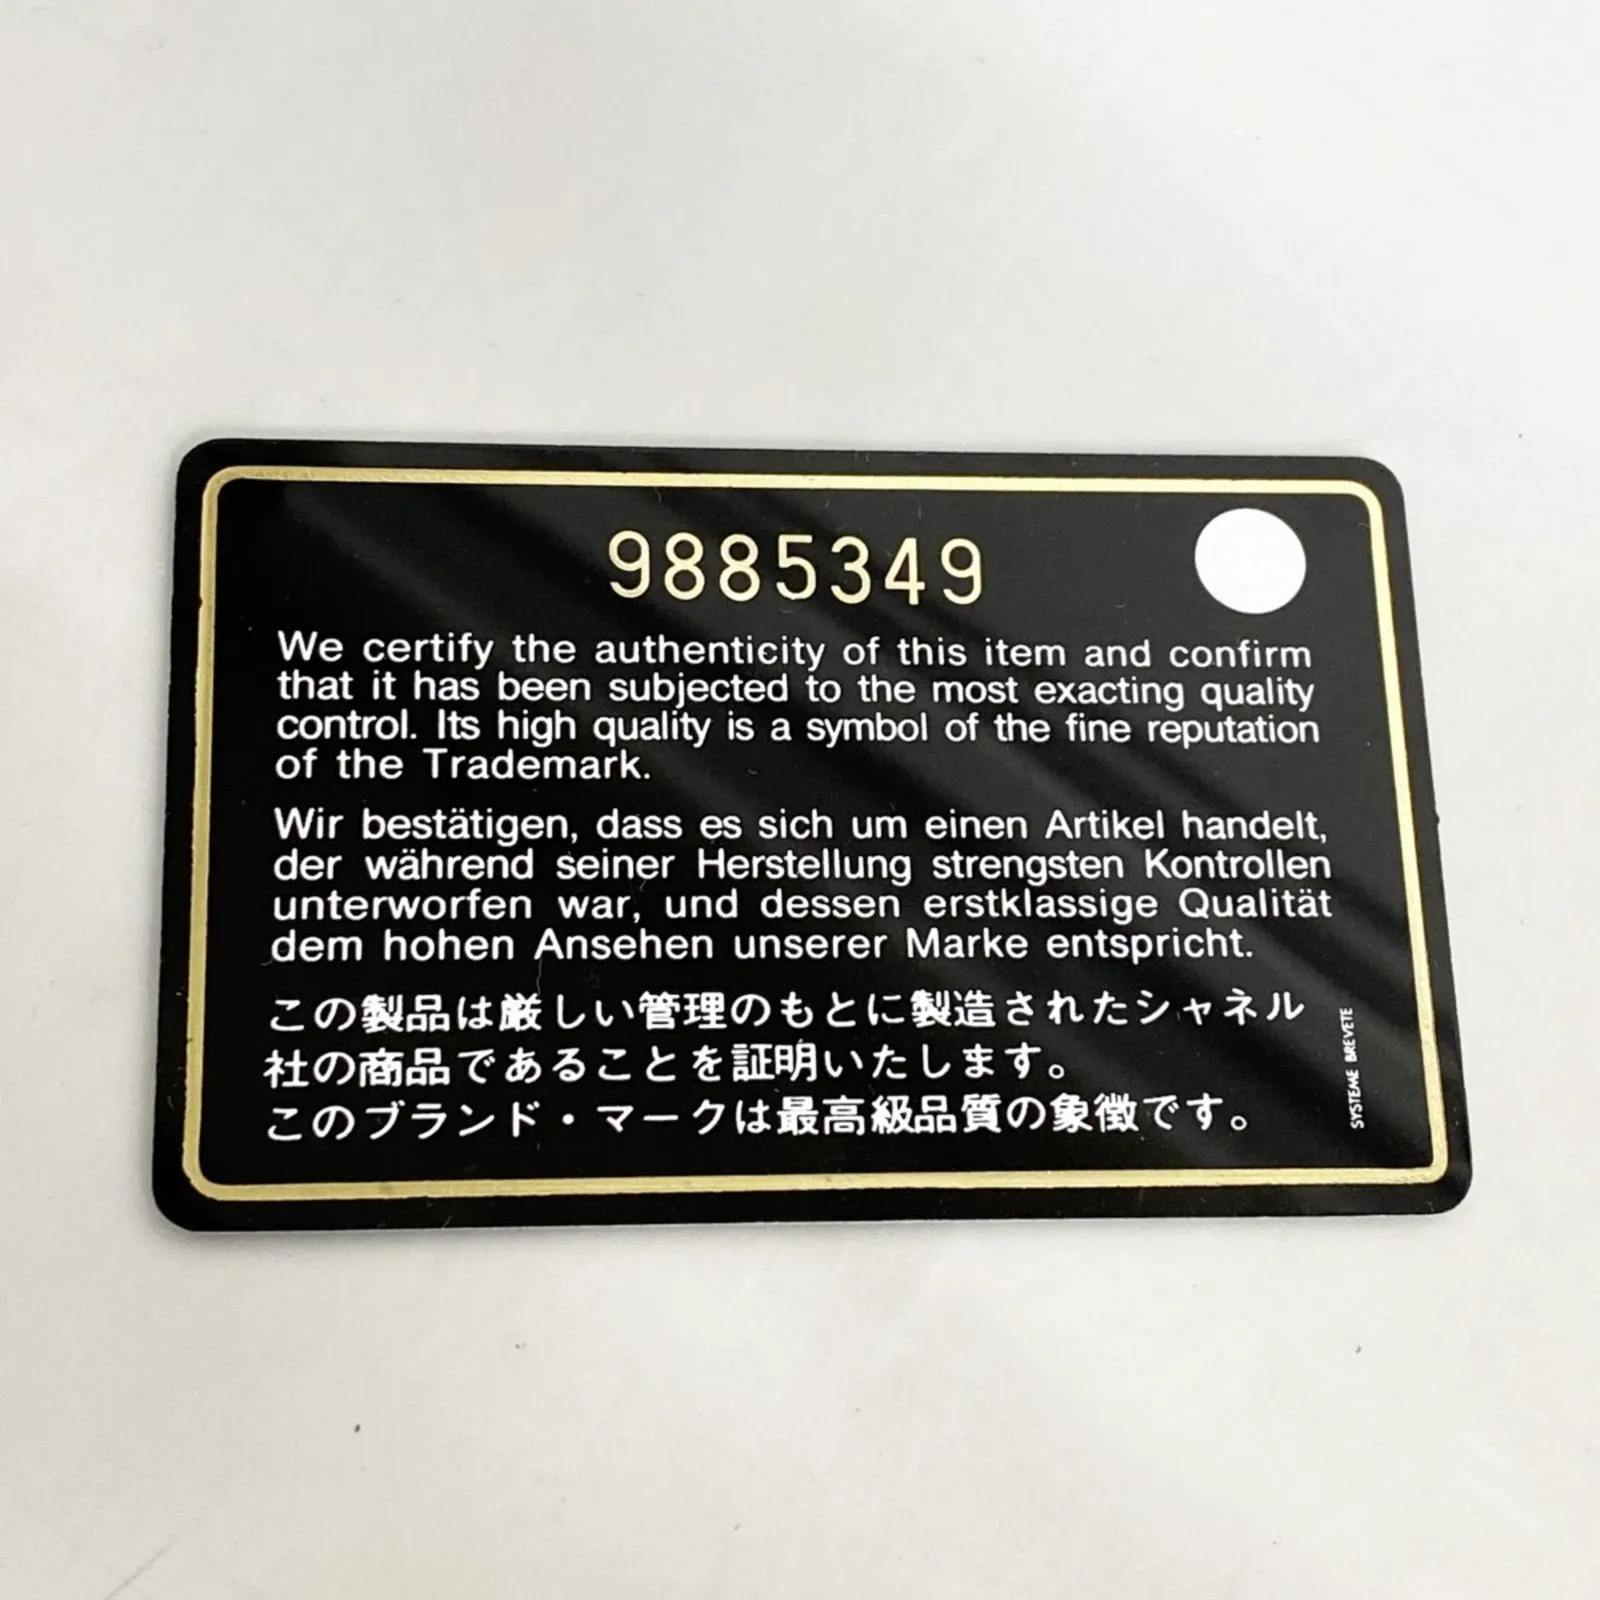 9885349
We certify the authenticity of this item and confirm
that it has been subjected to the most exacting quality
control. Its high quality is a symbol of the fine reputation
of the Trademark.
Wir bestätigen, dass es sich um einen Artikel handelt,
der während seiner Herstellung strengsten Kontrollen
unterworfen war, und dessen erstklassige Qualität
dem hohen Ansehen unserer Marke entspricht.
この製品は厳しい管理のもとに製造されたシャネル
社の商品であることを証明いたします。
このブランド・マークは最高級品質の象徴です。
SYSTEME BREVETE